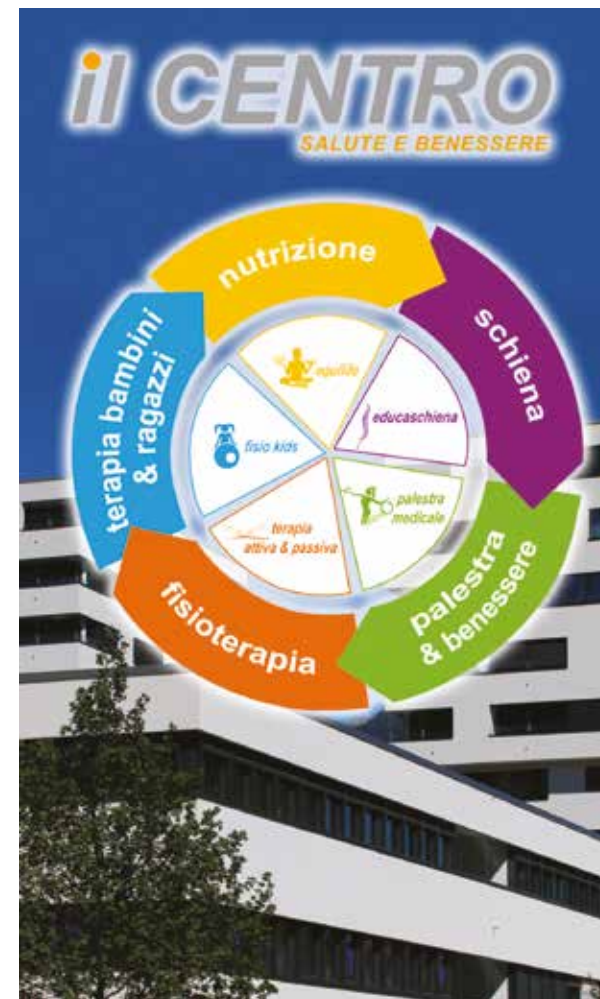 il CENTRO
SALUTE E BENESSERE
nutrizione
schiena
palestra
& benessere
fisioterapia
terapia bambini
& ragazzi
equilife
educaschiena
palestra
medicale
terapia
attiva & passiva
fisio kids